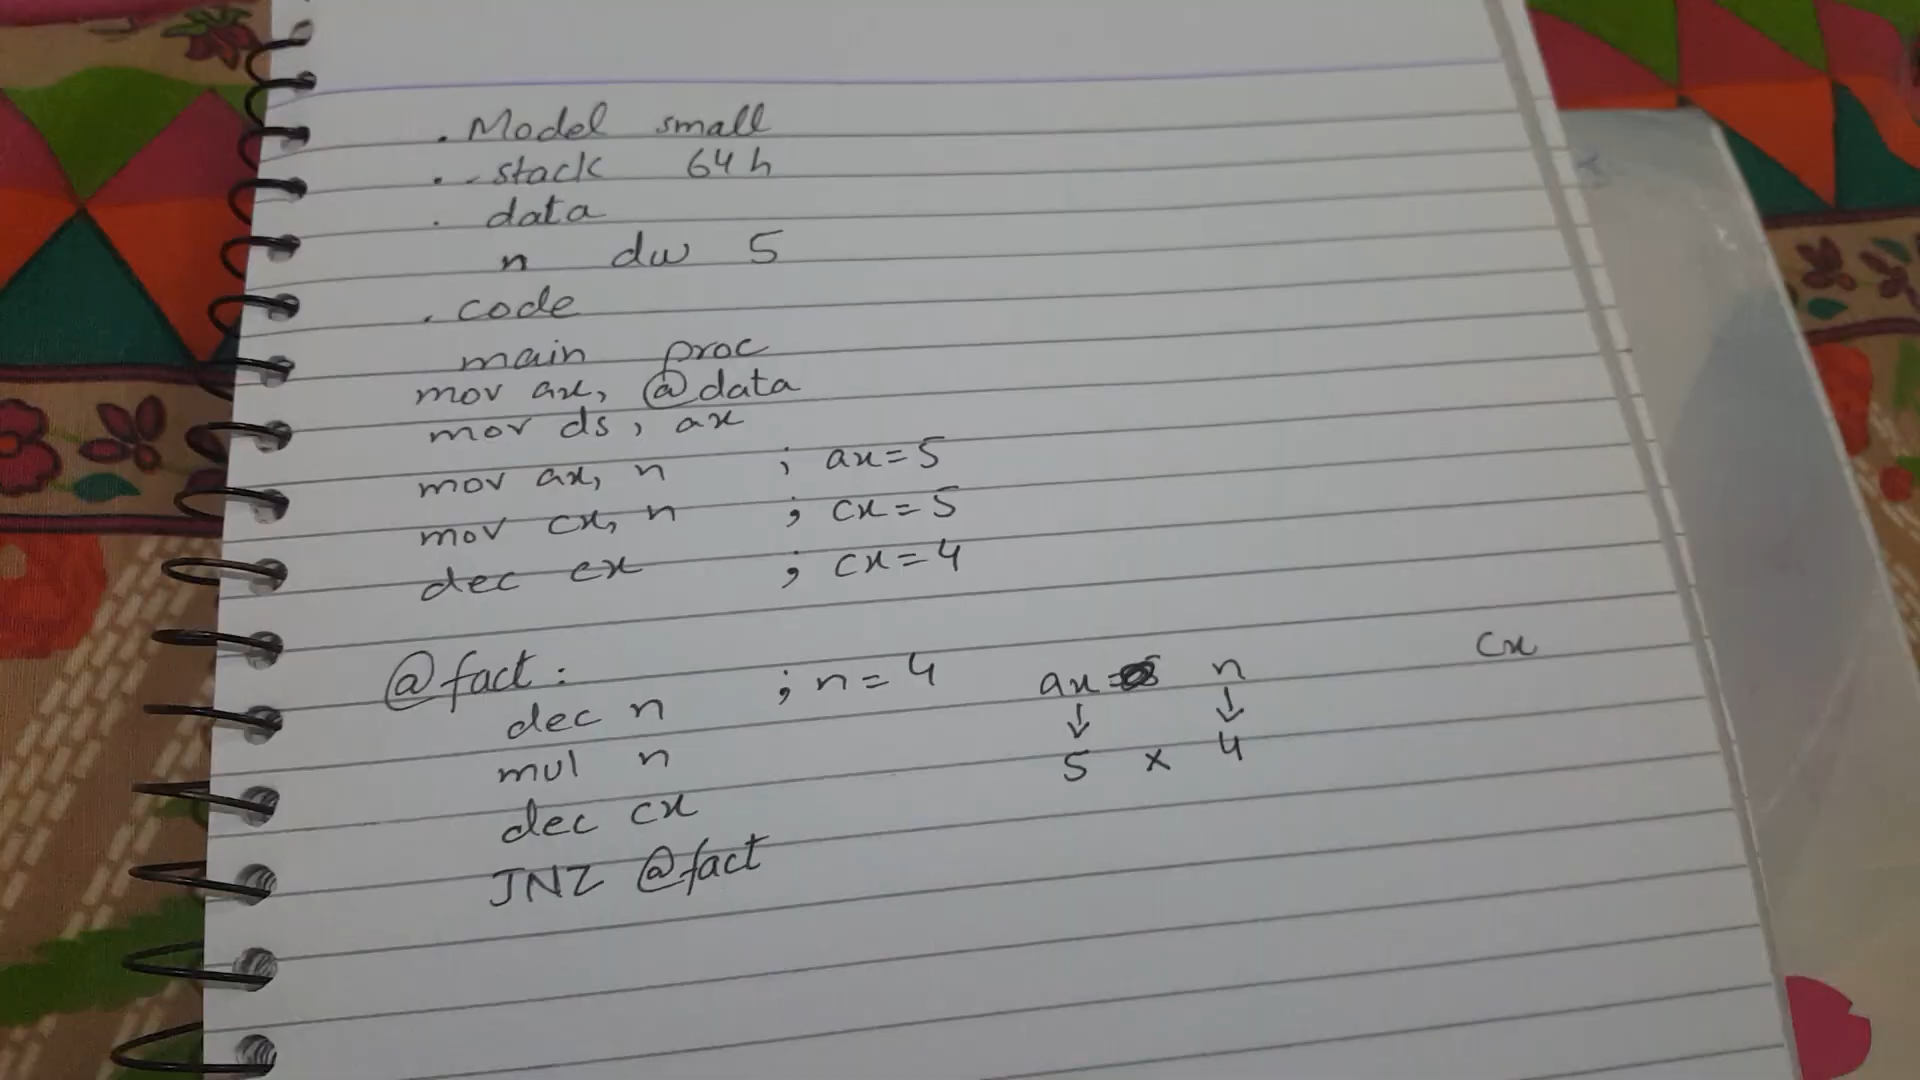 . Model small
. stack 64h
. data
n dw 5
. code
main proc
mov ax, @data
mov ds, ax
mov ax, n ; ax=5
mov cx, n ; cx=5
dec cx ; cx=4
@fact:
dec n ; n=4
mul n
dec cx
JNZ @fact
ax= n cx
↓ ↓
5 x 4